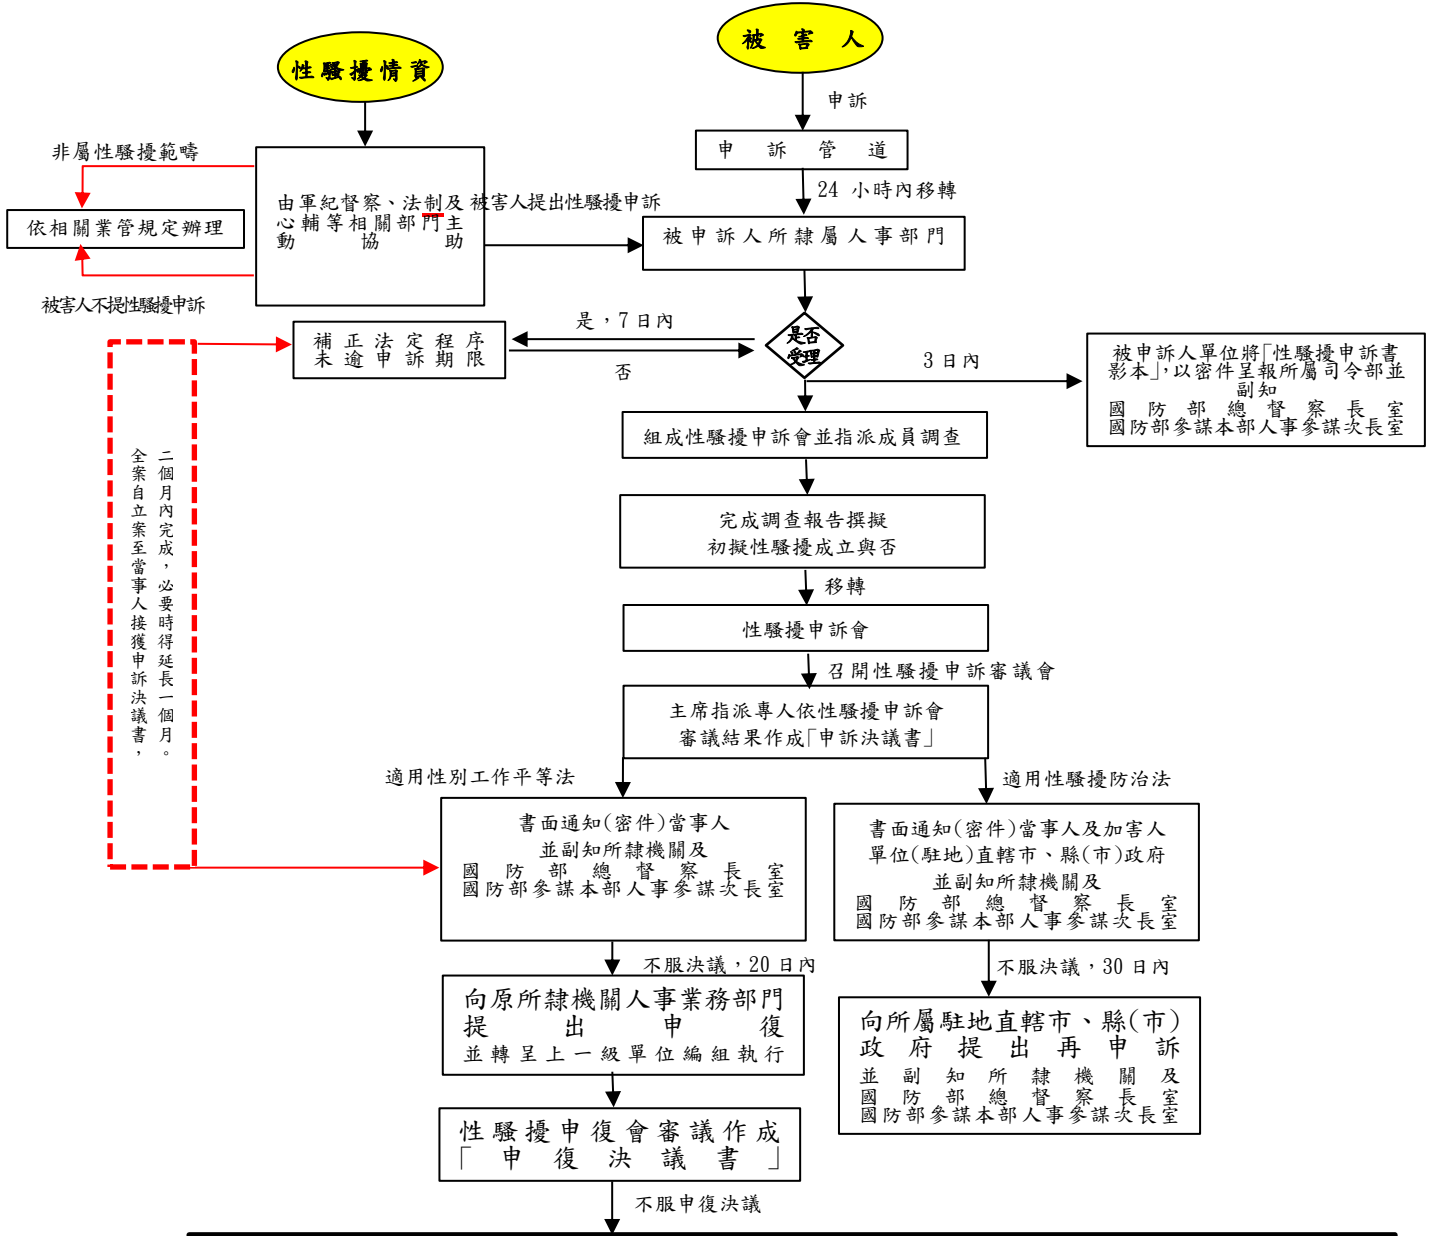 被害人
性騷擾情資
申訴
申訴管道
非屬性騷擾範疇
24 小時內移轉
由軍紀督察、法制及
心輔等相關部門主
動協助
被害人提出性騷擾申訴
依相關業管規定辦理
被申訴人所隸屬人事部門
被害人不提性騷擾申訴
是，7 日內
補正法定程序
未逾申訴期限
否
是否
受理
3 日內
被申訴人單位將「性騷擾申訴書
影本」，以密件呈報所屬司令部並
副知
國防部總督察長室
國防部參謀本部人事參謀次長室
組成性騷擾申訴會並指派成員調查
全案自立案至當事人接獲申訴決議書，
二個月內完成，必要時得延長一個月。
完成調查報告撰擬
初擬性騷擾成立與否
移轉
性騷擾申訴會
召開性騷擾申訴審議會
主席指派專人依性騷擾申訴會
審議結果作成「申訴決議書」
適用性別工作平等法
適用性騷擾防治法
書面通知(密件)當事人
並副知所隸機關及
國防部總督察長室
國防部參謀本部人事參謀次長室
書面通知(密件)當事人及加害人
單位(駐地)直轄市、縣(市)政府
並副知所隸機關及
國防部總督察長室
國防部參謀本部人事參謀次長室
不服決議，20 日內
不服決議，30 日內
向原所隸機關人事業務部門
提出申復
並轉呈上一級單位編組執行
向所屬駐地直轄市、縣(市)
政府提出再申訴
並副知所隸機關及
國防部總督察長室
國防部參謀本部人事參謀次長室
性騷擾申復會審議作成
「申復決議書」
不服申復決議